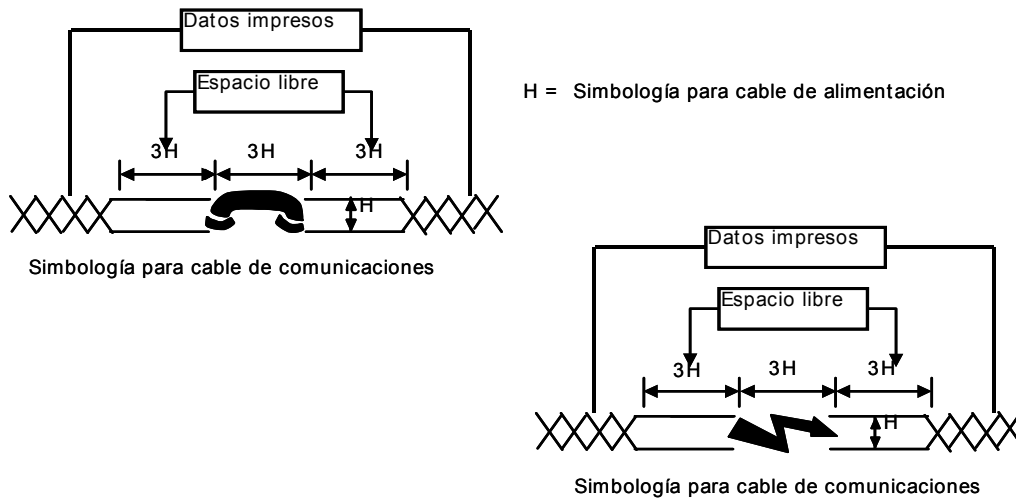 Datos impresos
Espacio libre
H = Simbología para cable de alimentación
3H 3H 3H
H
Simbología para cable de comunicaciones
Datos impresos
Espacio libre
3H 3H 3H
H
Simbología para cable de comunicaciones